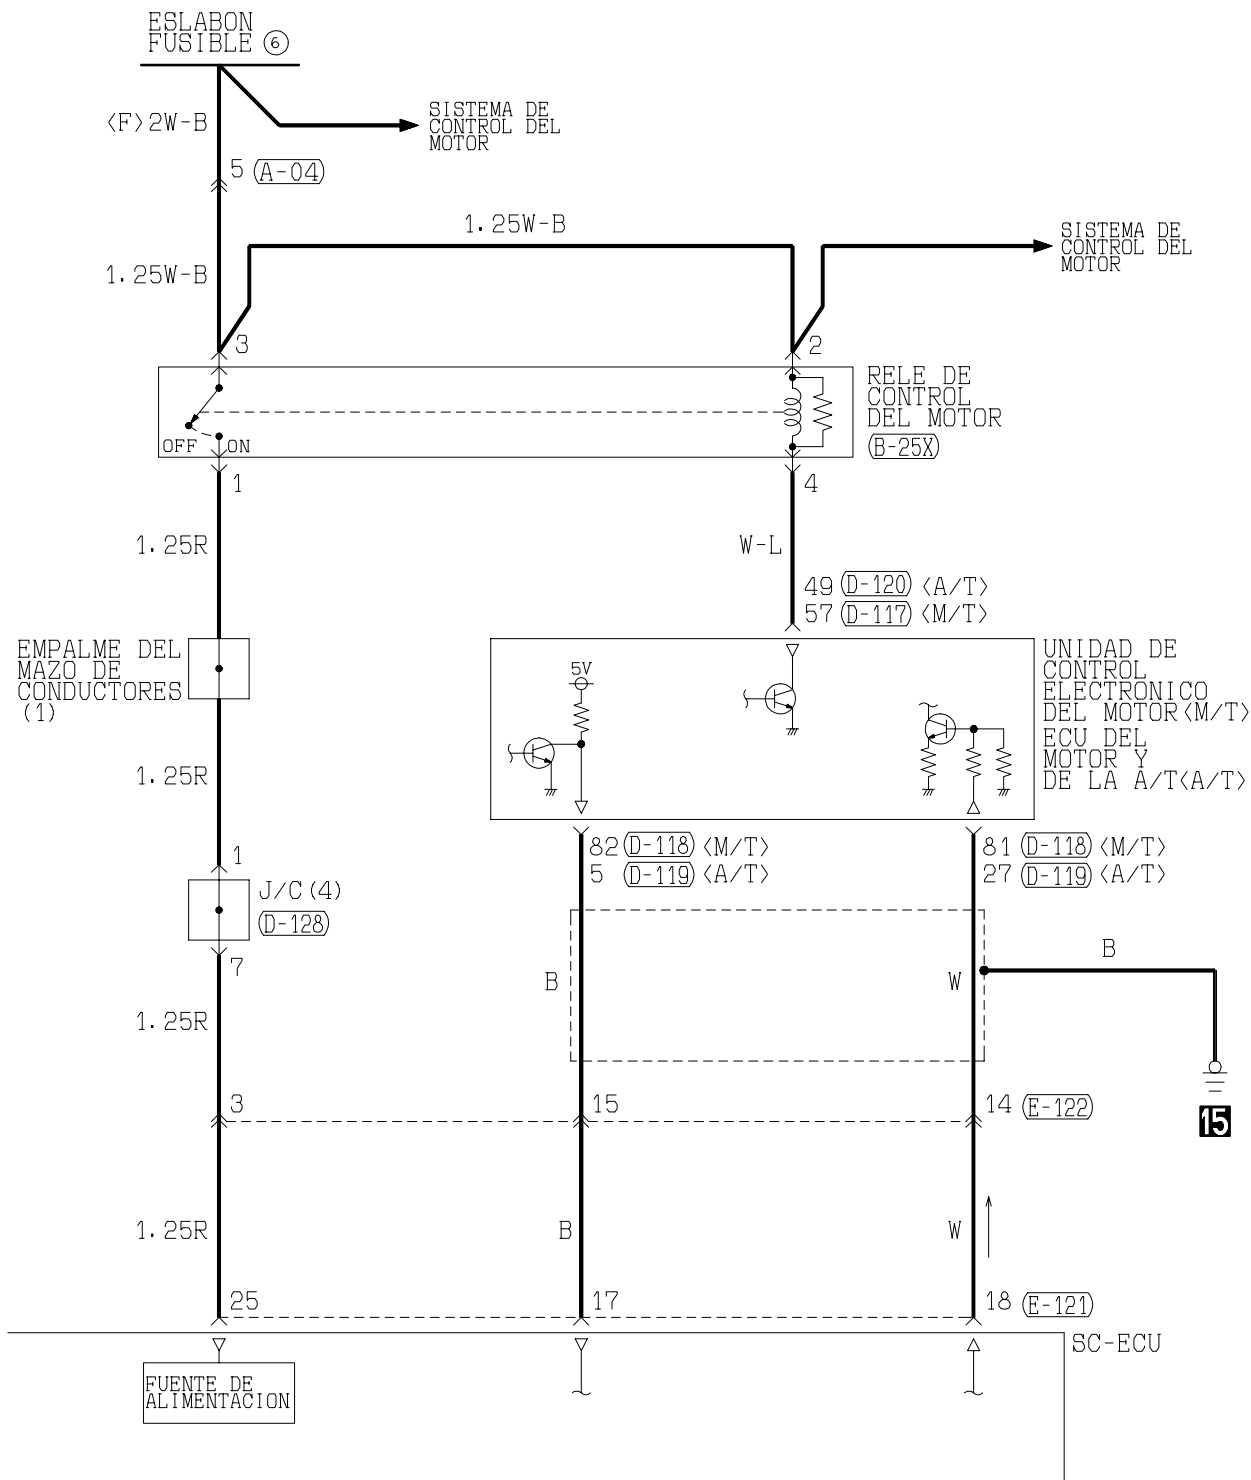 ESLABON
FUSIBLE ⑥
SISTEMA DE
CONTROL DEL
MOTOR
<F>2W-B
5 (A-04)
1.25W-B
SISTEMA DE
CONTROL DEL
MOTOR
1.25W-B
3
2
RELE DE
CONTROL
DEL MOTOR
(B-25X)
OFF
ON
1
4
1.25R
W-L
49 (D-120) <A/T>
57 (D-117) <M/T>
EMPALME DEL
MAZO DE
CONDUCTORES
(1)
5V
UNIDAD DE
CONTROL
ELECTRONICO
DEL MOTOR<M/T>
ECU DEL
MOTOR Y
DE LA A/T<A/T>
1.25R
82 (D-118) <M/T>
5 (D-119) <A/T>
81 (D-118) <M/T>
27 (D-119) <A/T>
1
J/C(4)
(D-128)
7
B
W
B
1.25R
3
15
14 (E-122)
15
1.25R
B
W
25
17
18 (E-121)
SC-ECU
FUENTE DE
ALIMENTACION